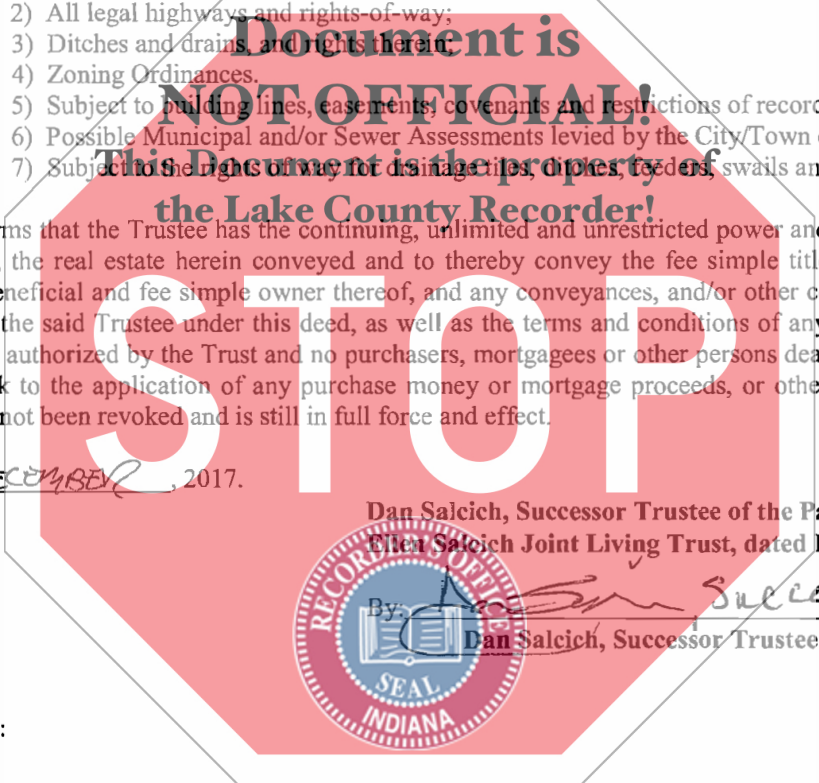 2) All legal highways and rights-of-way;
Document is
3) Ditches and drains, and rights therein;
4) Zoning Ordinances.
NOT OFFICIAL!
5) Subject to building lines, easements, covenants and restrictions of record
6) Possible Municipal and/or Sewer Assessments levied by the City/Town
This Document is the property of
7) Subject to the rights of way for drainage tiles, ditches, feeders, swails an
the Lake County Recorder!
ms that the Trustee has the continuing, unlimited and unrestricted power an
the real estate herein conveyed and to thereby convey the fee simple titl
neficial and fee simple owner thereof, and any conveyances, and/or other c
the said Trustee under this deed, as well as the terms and conditions of any
authorized by the Trust and no purchasers, mortgagees or other persons dea
k to the application of any purchase money or mortgage proceeds, or othe
not been revoked and is still in full force and effect.
STOP
CEMBER, 2017.
Dan Salcich, Successor Trustee of the Pa
Ellen Salcich Joint Living Trust, dated
RECORDER'S OFFICE
By: Succe
Dan Salcich, Successor Trustee
SEAL
INDIANA
: